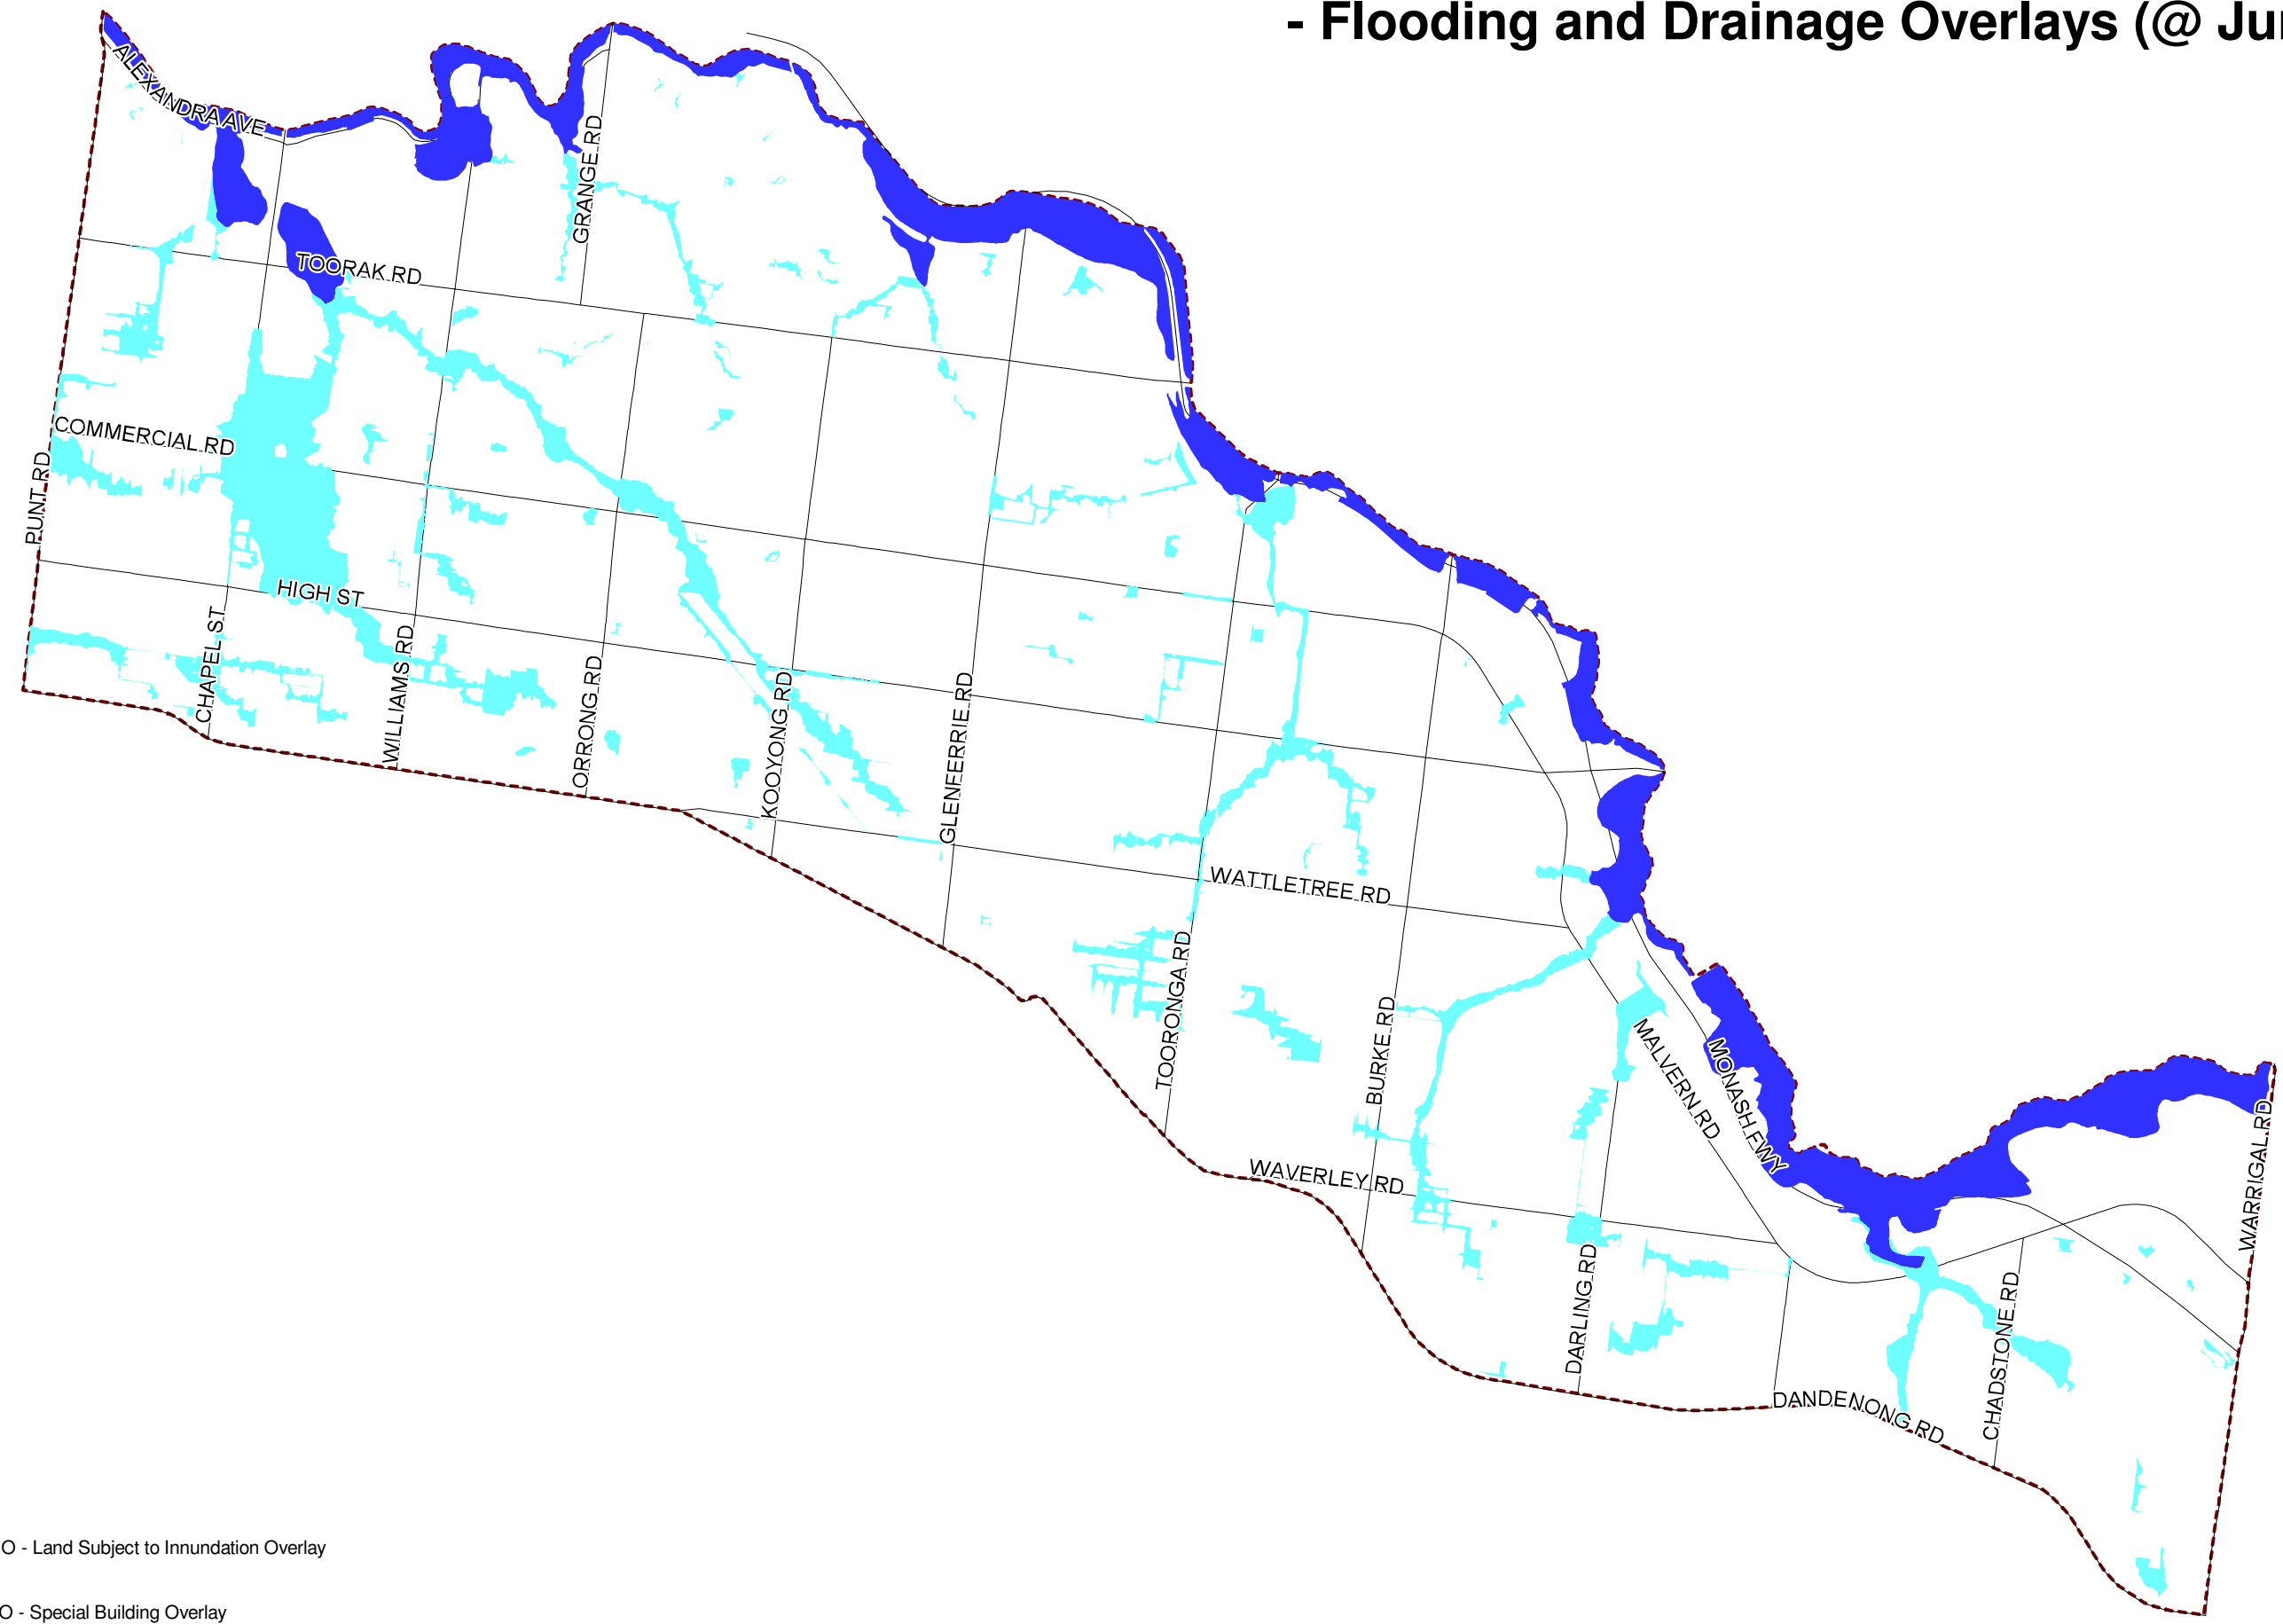 - Flooding and Drainage Overlays (@
ALEXANDRA AVE
GRANGE RD
TOORAK RD
COMMERCIAL RD
PUNT RD
HIGH ST
CHAPEL ST
WILLIAMS RD
ORRONG RD
KOOYONG RD
GLENFERRIE RD
WATTLETREE RD
TOORONGA RD
BURKE RD
MALVERN RD
MONASH FWY
WARRIGAL RD
WAVERLEY RD
DARLING RD
CHADSTONE RD
DANDENONG RD
O - Land Subject to Innundation Overlay
O - Special Building Overlay